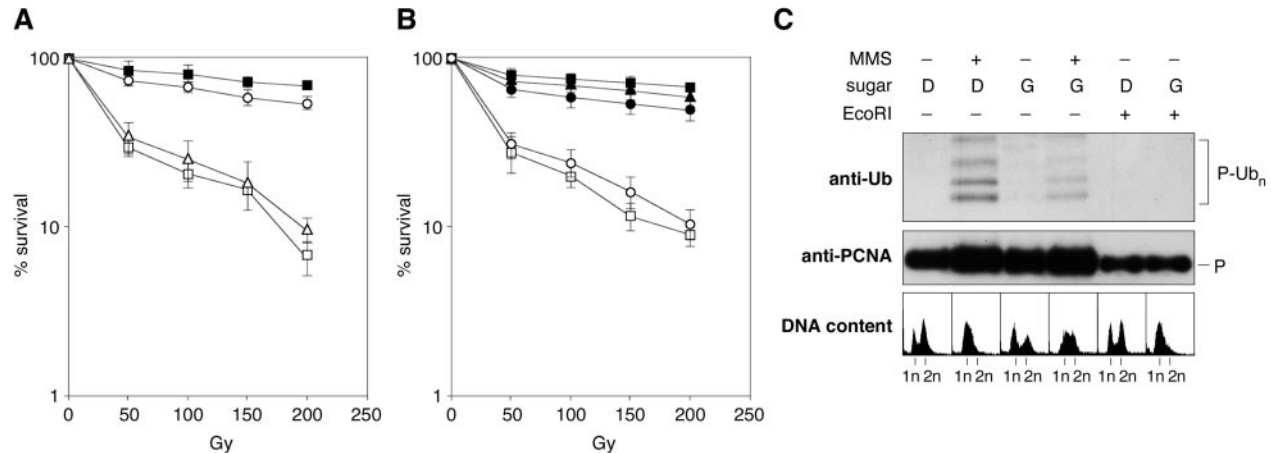 A
100
10
1
% survival
0 50 100 150 200 250
Gy
B
100
10
1
% survival
0 50 100 150 200 250
Gy
C
MMS – + – + – –
sugar D D G G D G
EcoRI – – – – + +
anti-Ub
P-Ubn
anti-PCNA
– P
DNA content
1n 2n 1n 2n 1n 2n 1n 2n 1n 2n 1n 2n